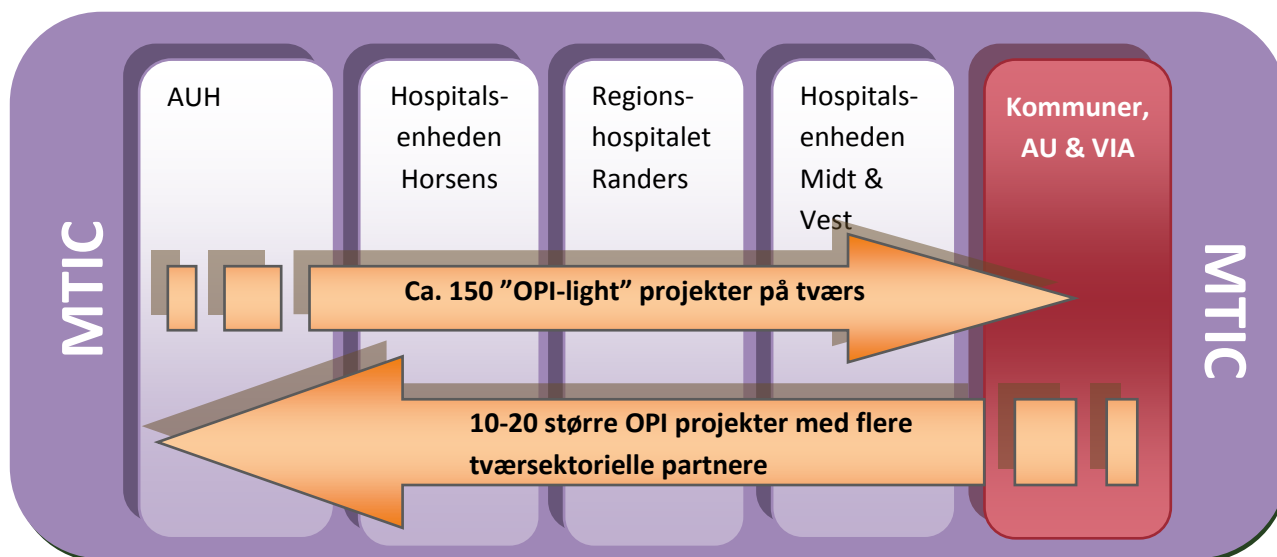 MTIC
AUH
Hospitals-
enheden
Horsens
Regions-
hospitalet
Randers
Hospitals-
enheden
Midt &
Vest
Kommuner,
AU & VIA
MTIC
Ca. 150 ”OPI-light” projekter på tværs
10-20 større OPI projekter med flere
tværsektorielle partnere